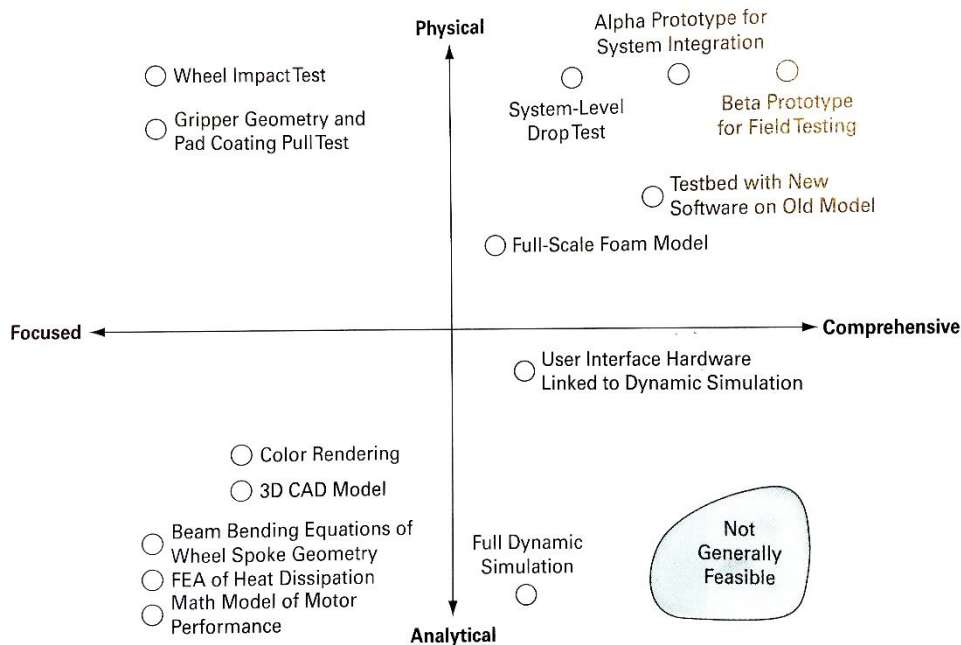 Physical
Alpha Prototype for
System Integration
Wheel Impact Test
Gripper Geometry and
Pad Coating Pull Test
System-Level
Drop Test
Beta Prototype
for Field Testing
Testbed with New
Software on Old Model
Full-Scale Foam Model
Focused
Comprehensive
User Interface Hardware
Linked to Dynamic Simulation
Color Rendering
3D CAD Model
Beam Bending Equations of
Wheel Spoke Geometry
FEA of Heat Dissipation
Math Model of Motor
Performance
Full Dynamic
Simulation
Not
Generally
Feasible
Analytical